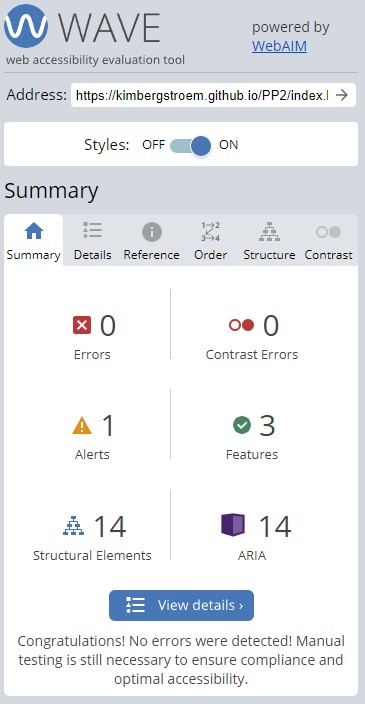 WAVE
web accessibility evaluation tool
powered by
WebAIM
Address: https://kimbergstroem.github.io/PP2/index.
Styles: OFF ON
Summary
Summary Details Reference Order Structure Contrast
0
Errors
0
Contrast Errors
1
Alerts
3
Features
14
Structural Elements
14
ARIA
View details ›
Congratulations! No errors were detected! Manual
testing is still necessary to ensure compliance and
optimal accessibility.